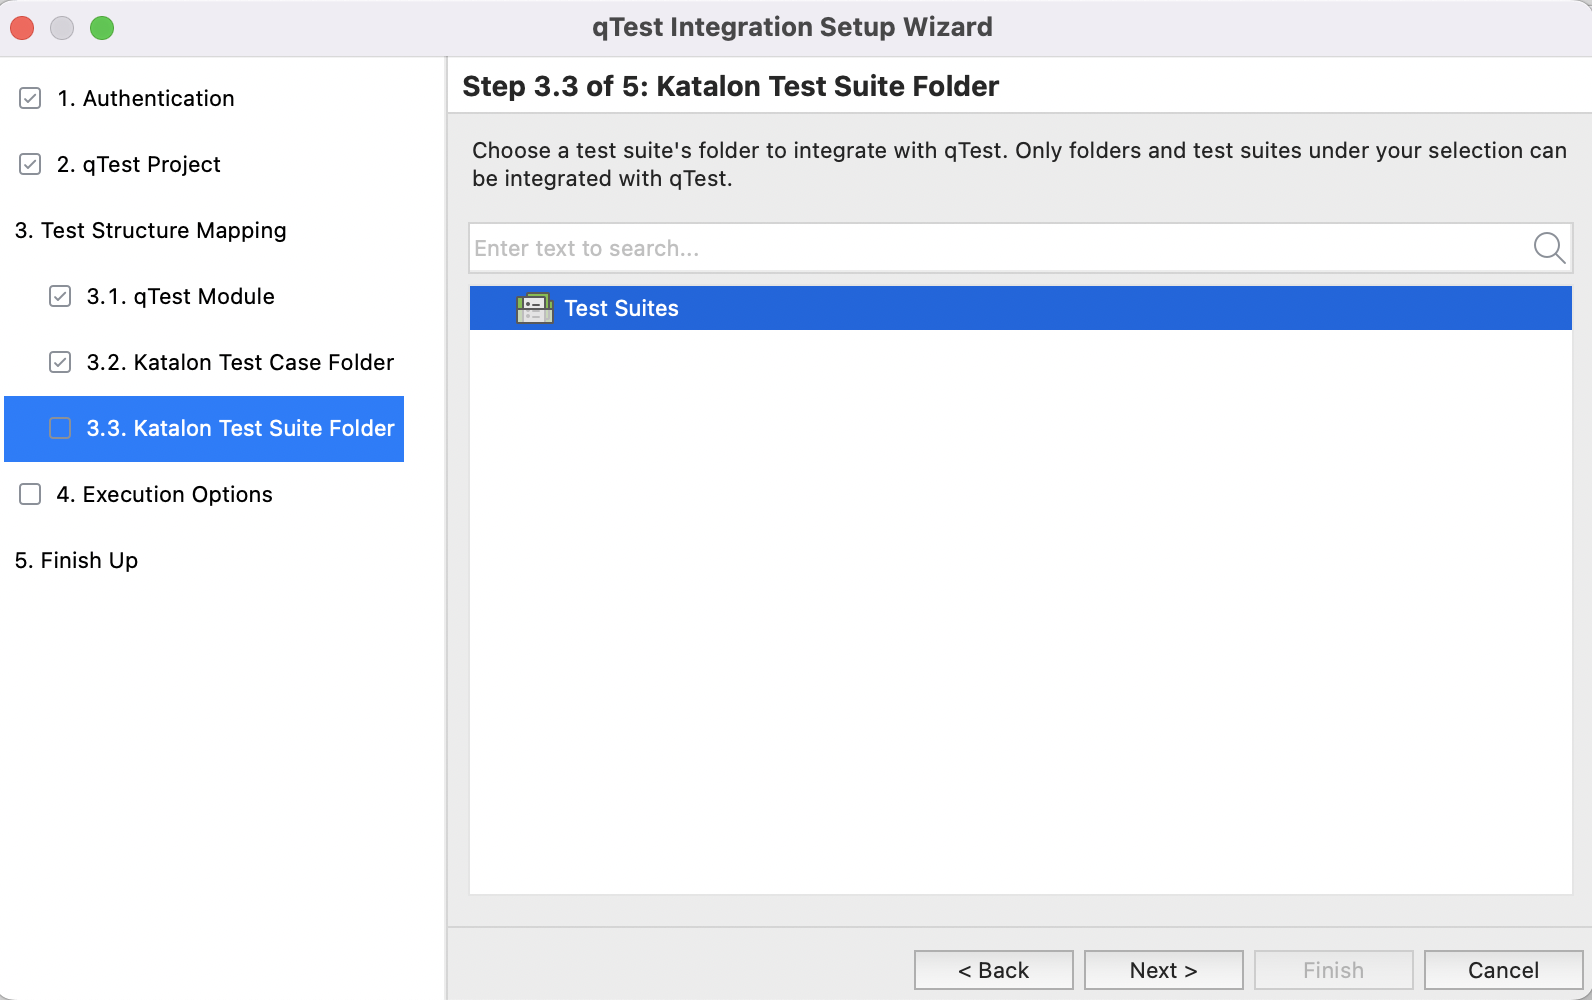 qTest Integration Setup Wizard
1. Authentication
2. qTest Project
3. Test Structure Mapping
3.1. qTest Module
3.2. Katalon Test Case Folder
3.3. Katalon Test Suite Folder
4. Execution Options
5. Finish Up
Step 3.3 of 5: Katalon Test Suite Folder
Choose a test suite's folder to integrate with qTest. Only folders and test suites under your selection can
be integrated with qTest.
Enter text to search...
Test Suites
< Back
Next >
Finish
Cancel